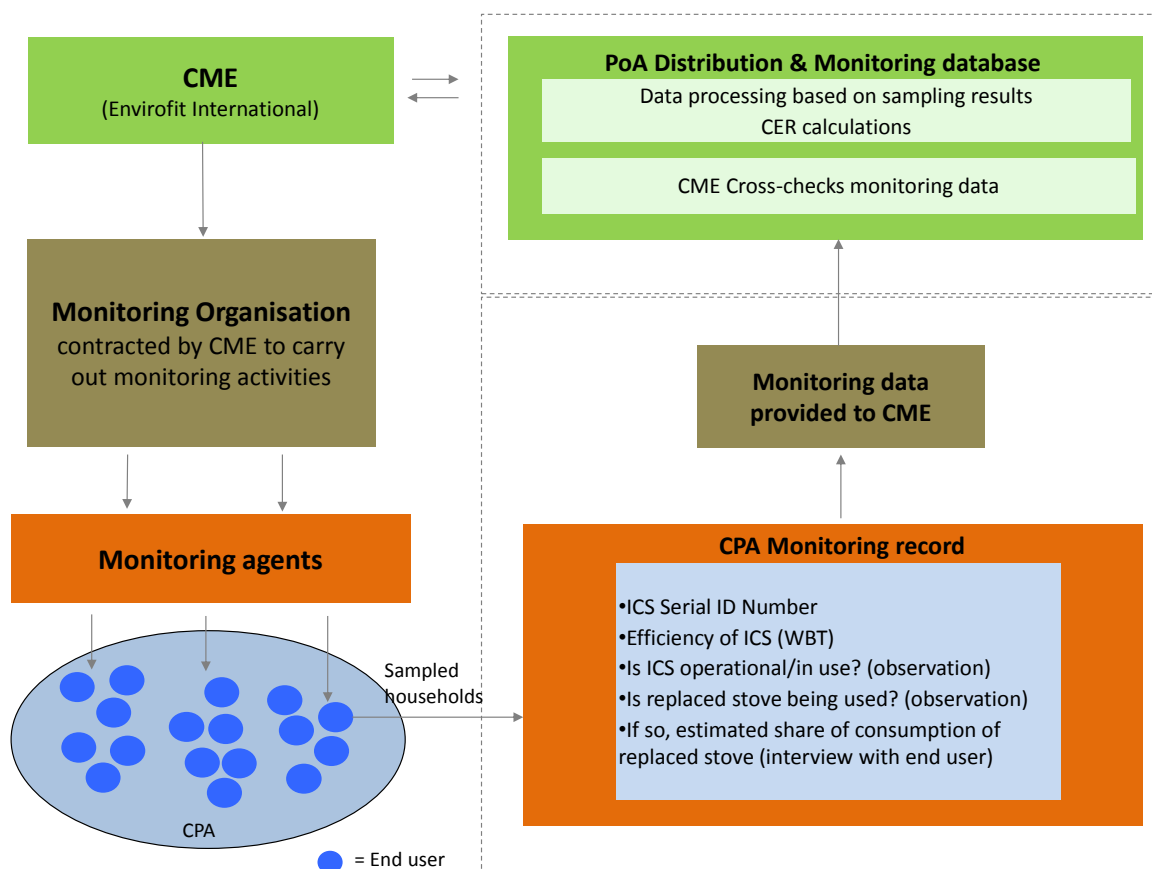 CME
(Envirofit International)
PoA Distribution & Monitoring database
Data processing based on sampling results
CER calculations
CME Cross-checks monitoring data
Monitoring Organisation
contracted by CME to carry
out monitoring activities
Monitoring data
provided to CME
Monitoring agents
CPA Monitoring record
•ICS Serial ID Number
•Efficiency of ICS (WBT)
•Is ICS operational/in use? (observation)
•Is replaced stove being used? (observation)
•If so, estimated share of consumption of
replaced stove (interview with end user)
Sampled
households
CPA
= End user